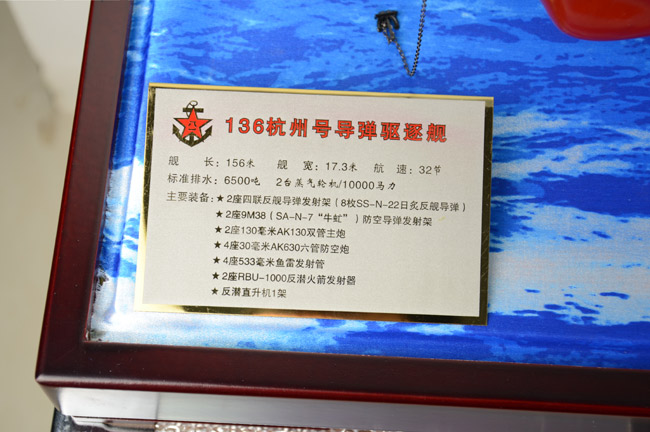 136杭州号导弹驱逐舰
舰 长：156米 舰 宽：17.3米 航 速：32节
标准排水：6500吨 2台蒸气轮机/10000马力
主要装备：★2座四联反舰导弹发射架（8枚SS-N-22日炙反舰导弹）
★2座9M38（SA-N-7“牛虻”）防空导弹发射架
★2座130毫米AK130双管主炮
★4座30毫米AK630六管防空炮
★4座533毫米鱼雷发射管
★2座RBU-1000反潜火箭发射器
★反潜直升机1架